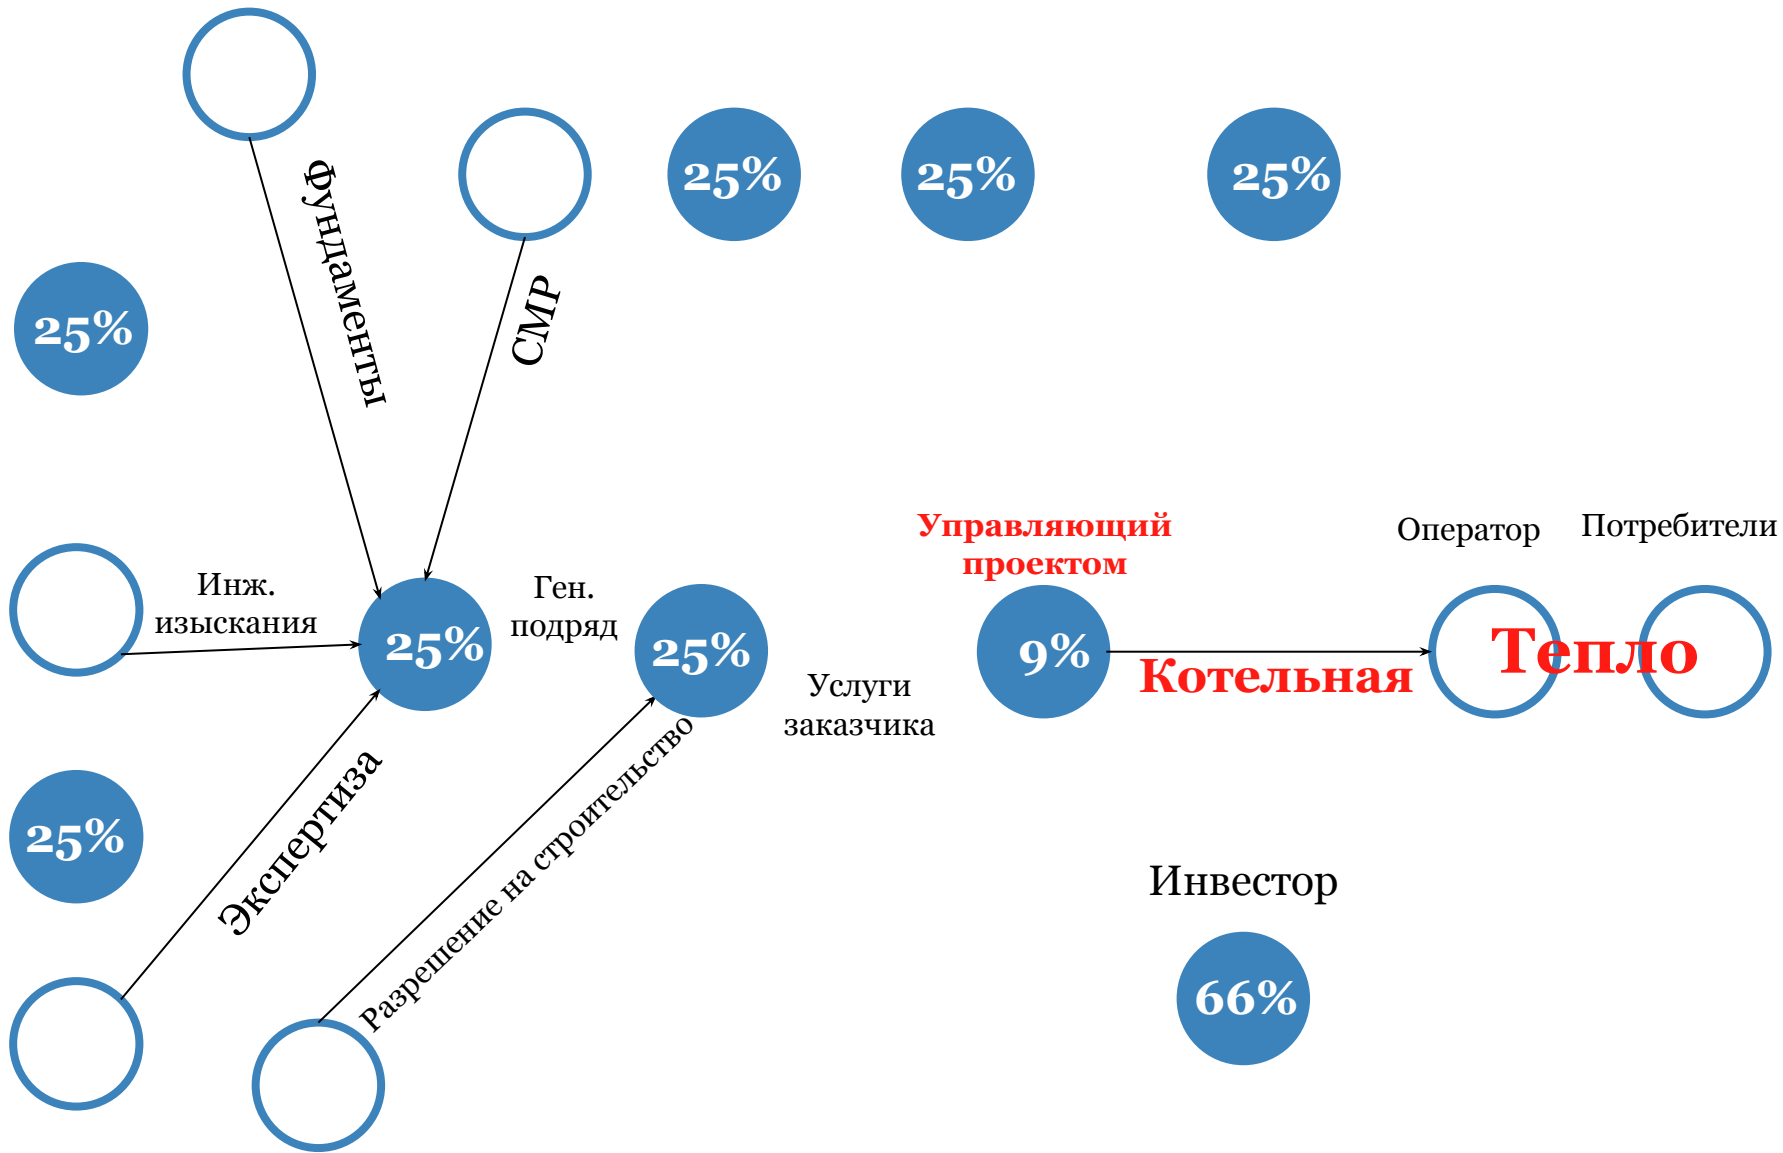 25%
25%
25%
Фундаменты
СМР
25%
Управляющий
проектом
Оператор
Потребители
Инж.
изыскания
25%
Ген.
подряд
25%
9%
Котельная
Тепло
Услуги
заказчика
25%
Экспертиза
Разрешение на строительство
Инвестор
66%